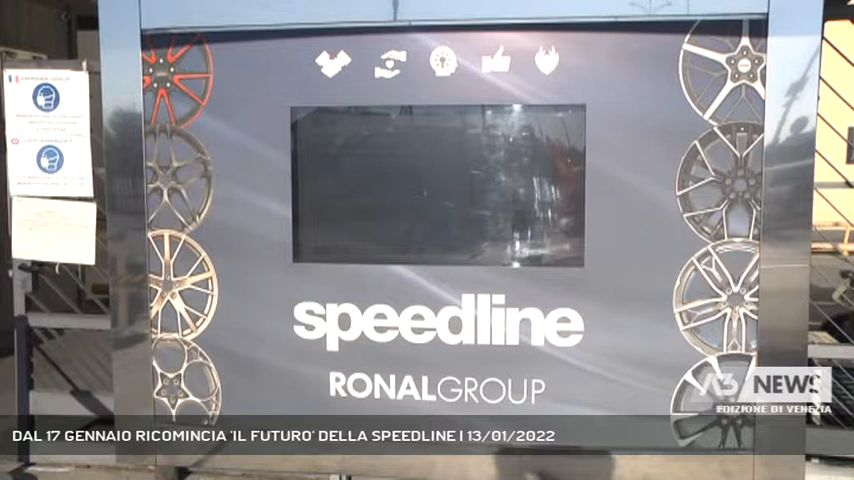 speedline
RONALGROUP
A3 NEWS
EDIZIONE DI VENEZIA
DAL 17 GENNAIO RICOMINCIA 'IL FUTURO' DELLA SPEEDLINE | 13/01/2022